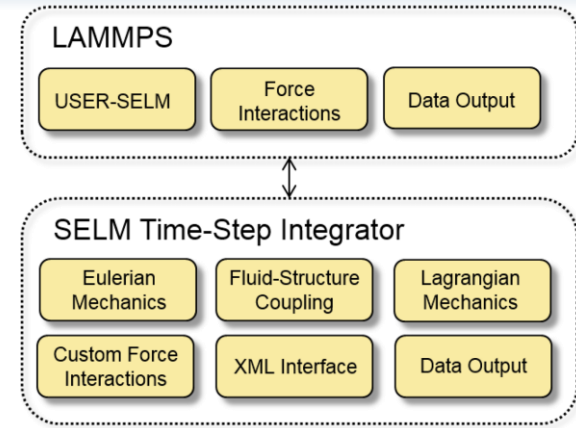 LAMMPS
USER-SELM
Force
Interactions
Data Output
SELM Time-Step Integrator
Eulerian
Mechanics
Fluid-Structure
Coupling
Lagrangian
Mechanics
Custom Force
Interactions
XML Interface
Data Output